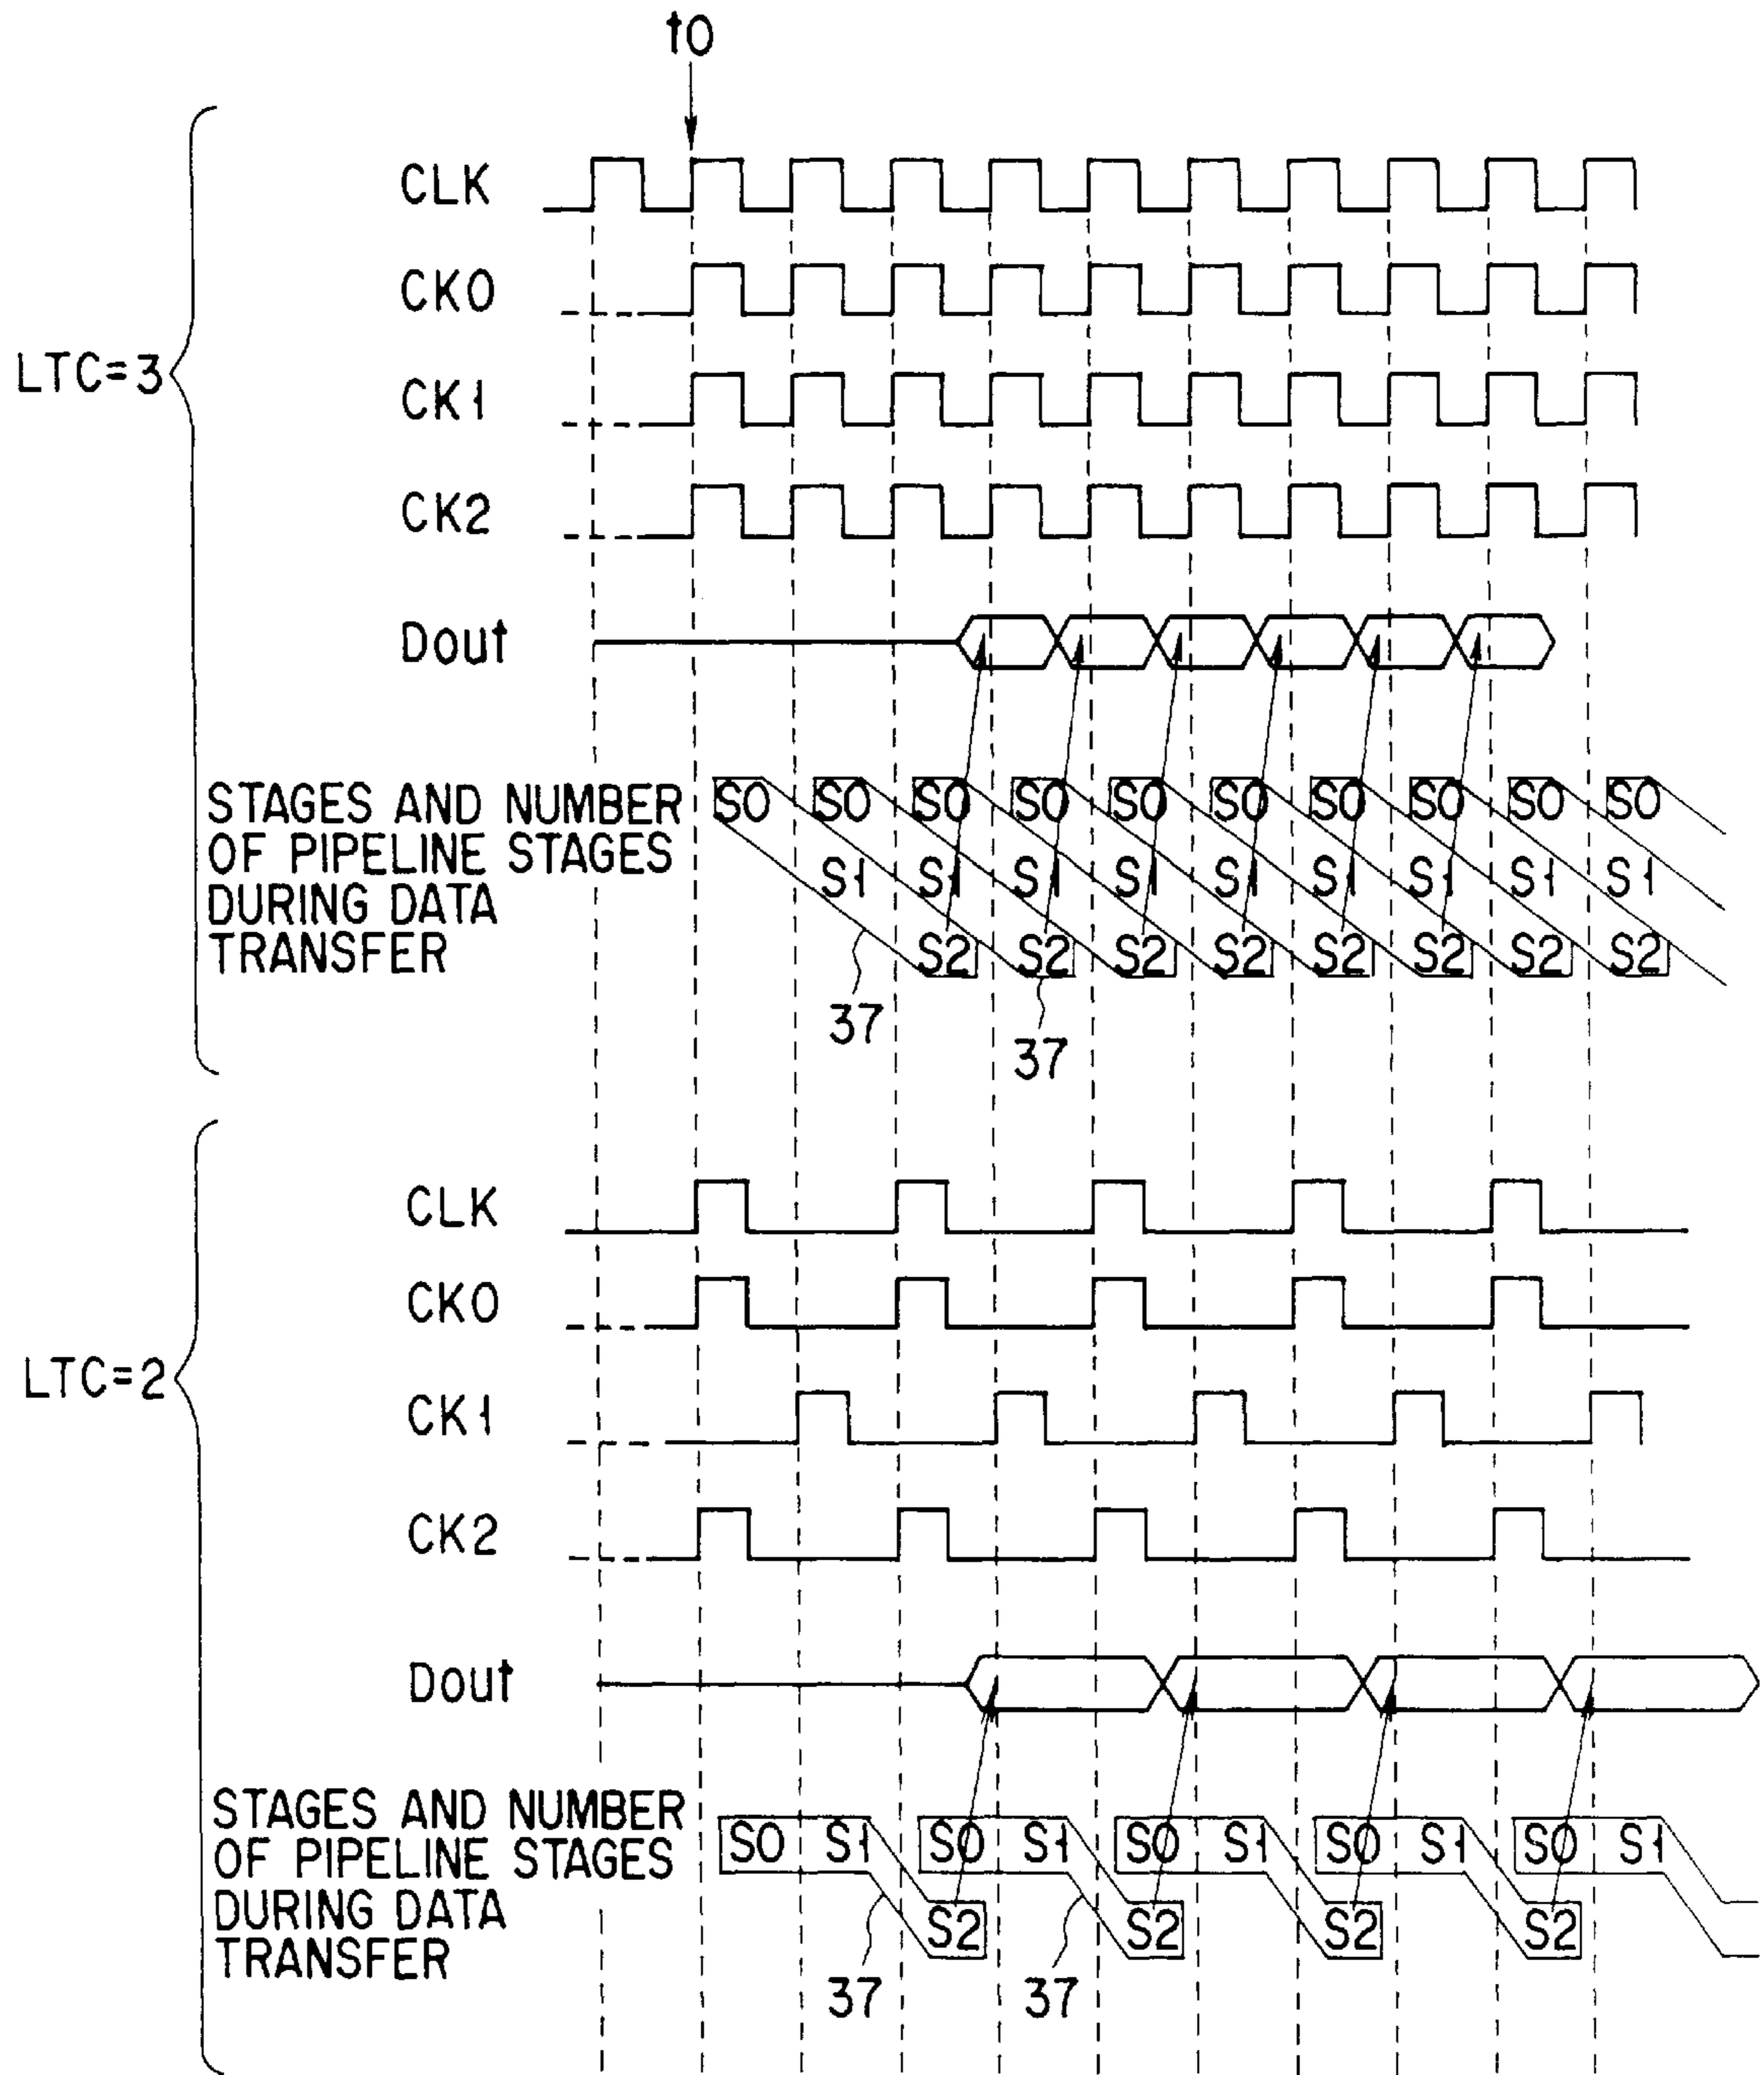 t0
LTC=3
CLK
CK0
CK1
CK2
Dout
STAGES AND NUMBER
OF PIPELINE STAGES
DURING DATA
TRANSFER
S0 S0 S0 S0 S0 S0 S0 S0 S0 S0
S1 S1 S1 S1 S1 S1 S1 S1 S1
S2 S2 S2 S2 S2 S2 S2 S2
37
37
LTC=2
CLK
CK0
CK1
CK2
Dout
STAGES AND NUMBER
OF PIPELINE STAGES
DURING DATA
TRANSFER
S0 S1 S0 S1 S0 S1 S0 S1 S0 S1
S2 S2 S2 S2
37 37